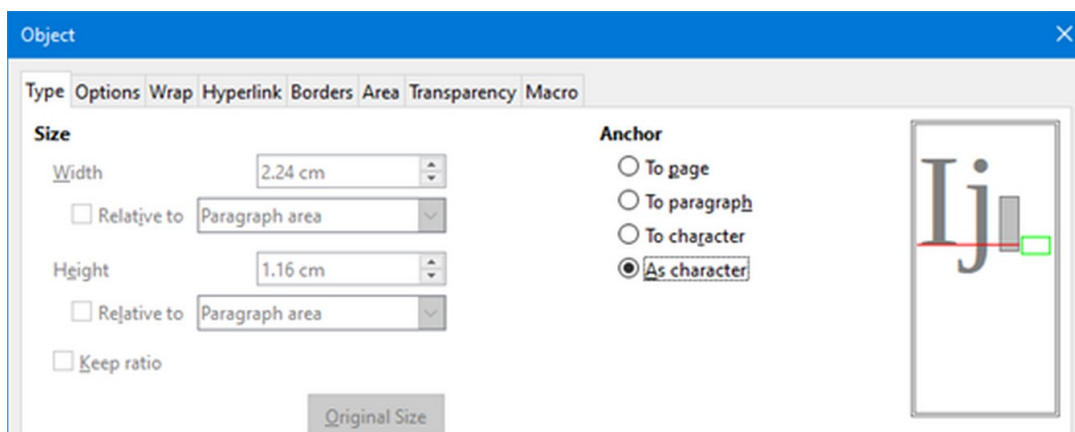 Object
Type Options Wrap Hyperlink Borders Area Transparency Macro
Size
Width 2.24 cm
Relative to Paragraph area
Height 1.16 cm
Relative to Paragraph area
Keep ratio
Original Size
Anchor
To page
To paragraph
To character
As character
Ij